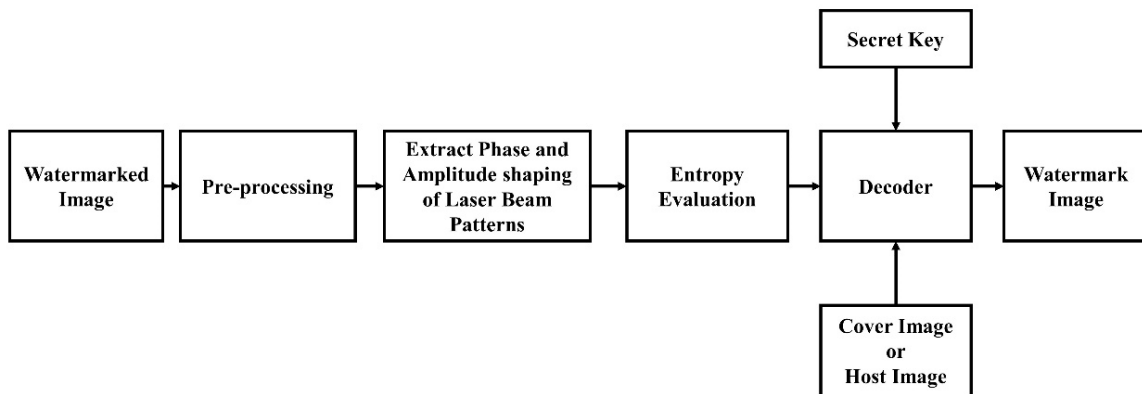 Secret Key
Watermarked
Image
Pre-processing
Extract Phase and
Amplitude shaping
of Laser Beam
Patterns
Entropy
Evaluation
Decoder
Watermark
Image
Cover Image
or
Host Image